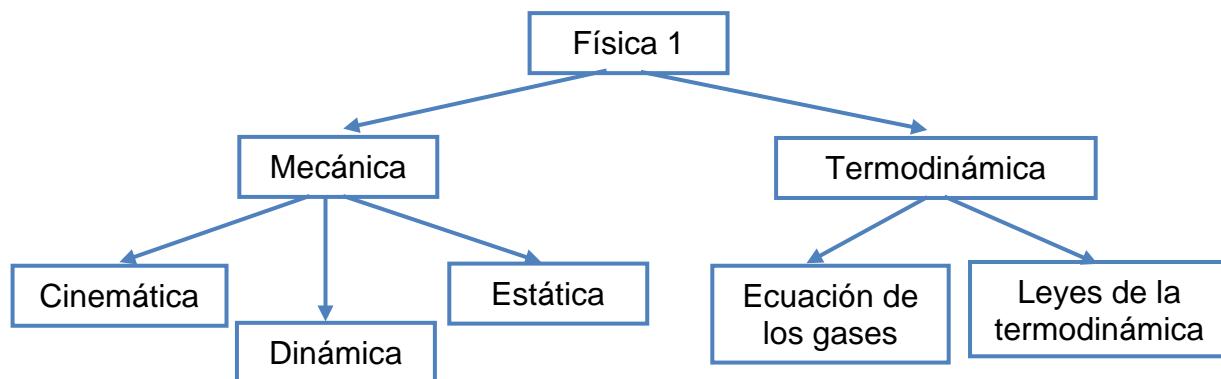 Física 1
Mecánica
Termodinámica
Cinemática
Dinámica
Estática
Ecuación de
los gases
Leyes de la
termodinámica